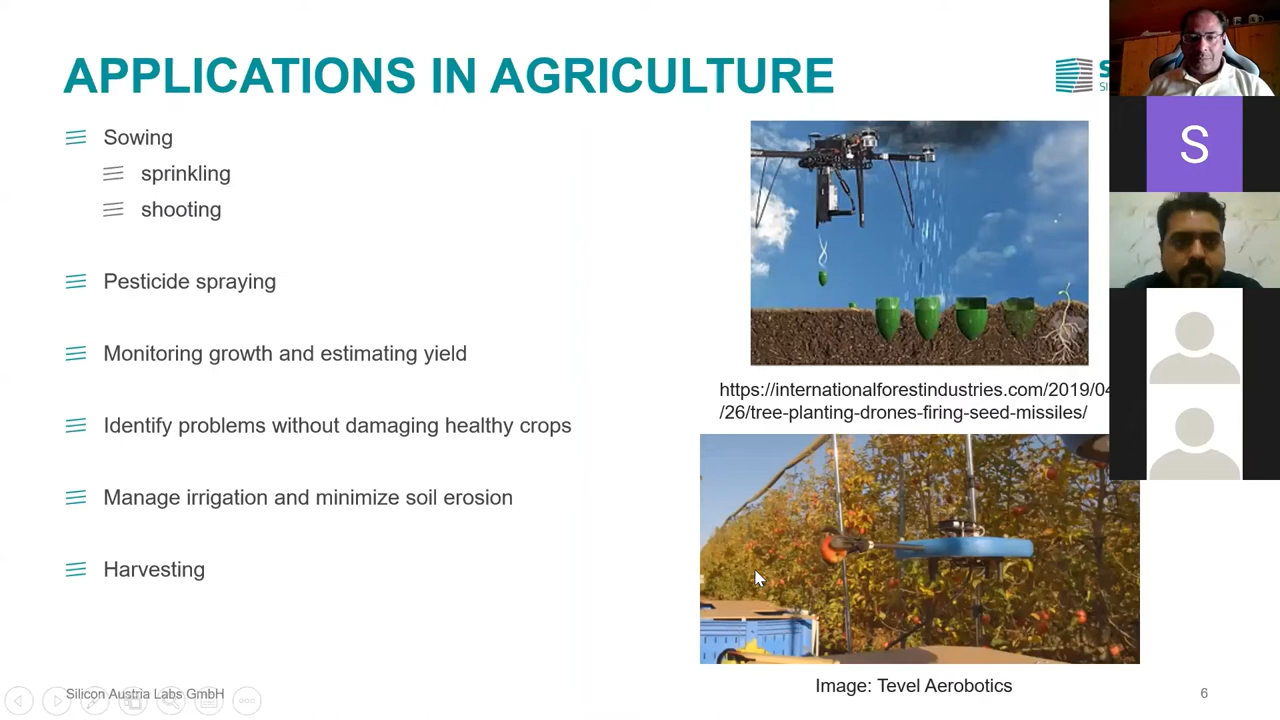 APPLICATIONS IN AGRICULTURE
Sowing
sprinkling
shooting
Pesticide spraying
Monitoring growth and estimating yield
Identify problems without damaging healthy crops
Manage irrigation and minimize soil erosion
Harvesting
https://internationalforestindustries.com/2019/04
/26/tree-planting-drones-firing-seed-missiles/
Image: Tevel Aerobotics
Silicon Austria Labs GmbH
6
S